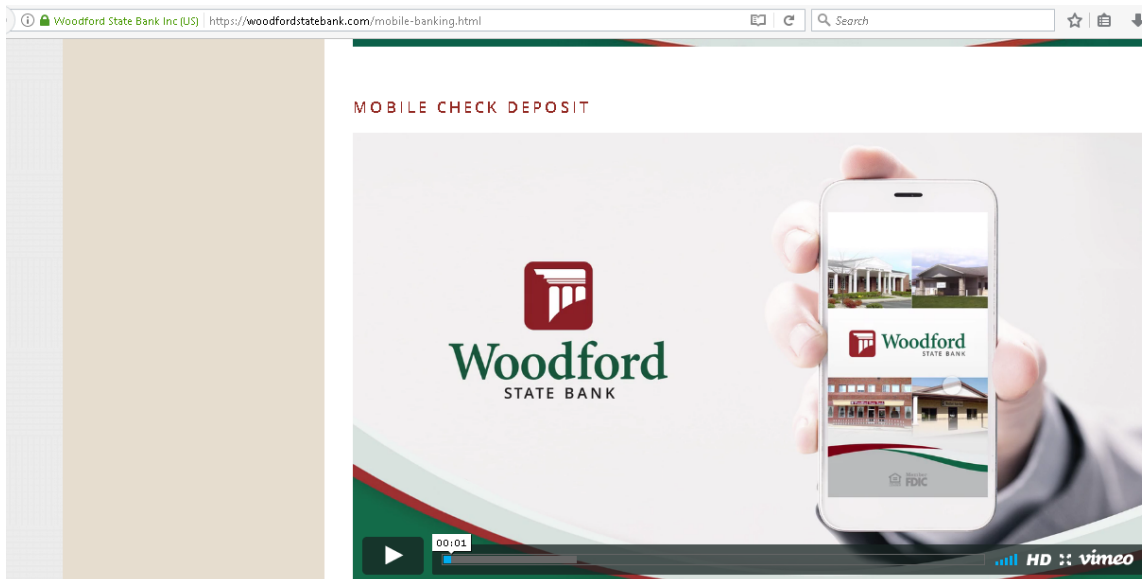 Woodford State Bank Inc (US) https://woodfordstatebank.com/mobile-banking.html Search
MOBILE CHECK DEPOSIT
Woodford
STATE BANK
Woodford
STATE BANK
FDIC
00:01
HD vimeo